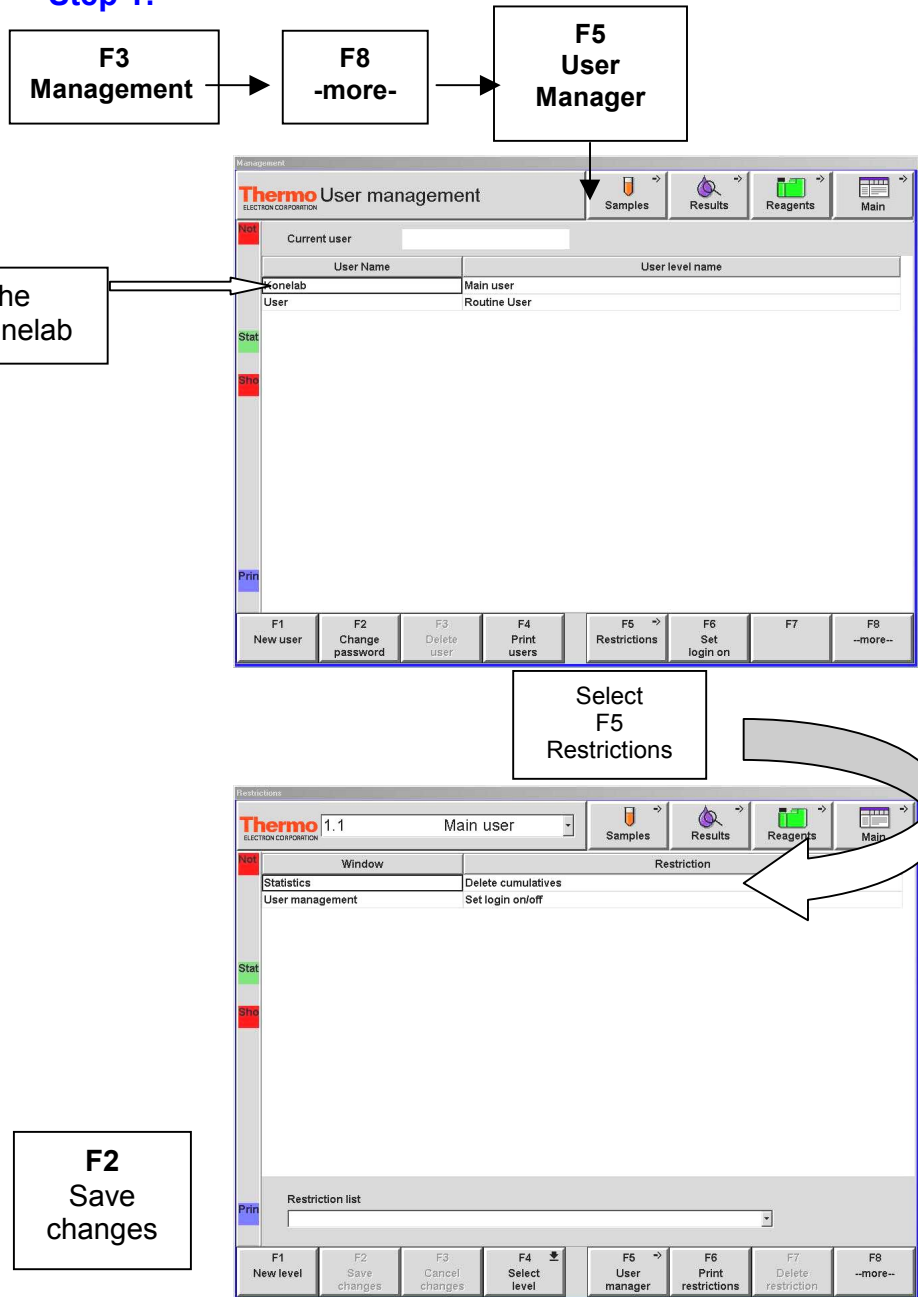 F3
Management
F8
-more-
F5
User
Manager
Management
Thermo
ELECTRON CORPORATION
User management
Samples
Results
Reagents
Main
Not
Current user
User Name
User level name
Konelab
Main user
User
Routine User
he
nelab
Stat
Sho
Prin
F1
New user
F2
Change
password
F3
Delete
user
F4
Print
users
F5
Restrictions
F6
Set
login on
F7
F8
--more--
Select
F5
Restrictions
Restrictions
Thermo
ELECTRON CORPORATION
1.1 Main user
Samples
Results
Reagents
Main
Not
Window
Restriction
Statistics
Delete cumulatives
User management
Set login on/off
Stat
Sho
F2
Save
changes
Prin
Restriction list
F1
New level
F2
Save
changes
F3
Cancel
changes
F4
Select
level
F5
User
manager
F6
Print
restrictions
F7
Delete
restriction
F8
--more--